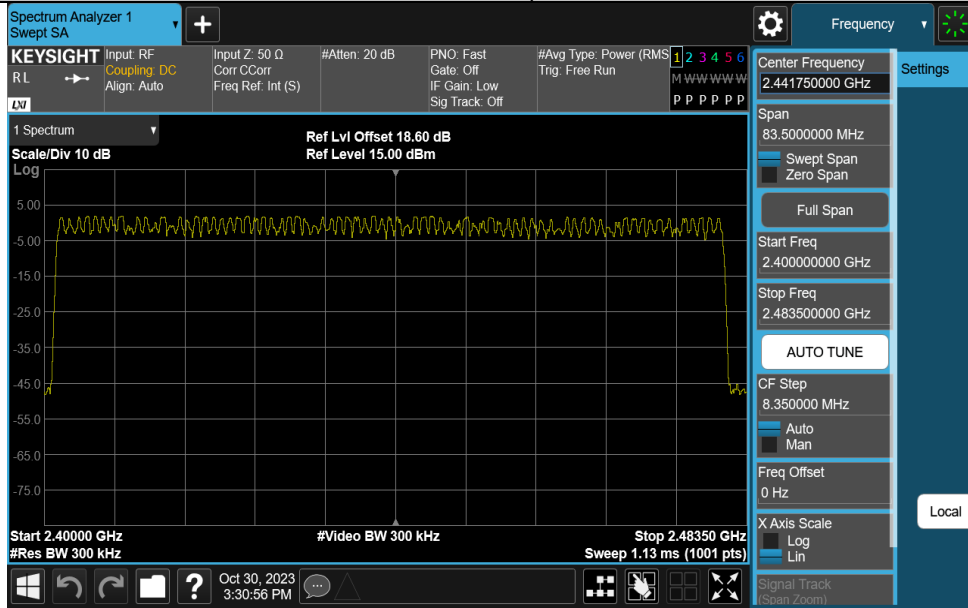 Spectrum Analyzer 1
Swept SA
Frequency
KEYSIGHT
Input: RF
Input Z: 50 Ω
#Atten: 20 dB
PNO: Fast
#Avg Type: Power (RMS
1 2 3 4 5 6
R L
Coupling: DC
Corr CCorr
Gate: Off
Trig: Free Run
M W W W W W
Align: Auto
Freq Ref: Int (S)
IF Gain: Low
Sig Track: Off
P P P P P P
LXI
1 Spectrum
Ref Lvl Offset 18.60 dB
Scale/Div 10 dB
Ref Level 15.00 dBm
Log
5.00
-5.00
-15.0
-25.0
-35.0
-45.0
-55.0
-65.0
-75.0
Start 2.40000 GHz
#Video BW 300 kHz
Stop 2.48350 GHz
#Res BW 300 kHz
Sweep 1.13 ms (1001 pts)
?
Oct 30, 2023
3:30:56 PM
Center Frequency
2.441750000 GHz
Settings
Span
83.5000000 MHz
Swept Span
Zero Span
Full Span
Start Freq
2.400000000 GHz
Stop Freq
2.483500000 GHz
AUTO TUNE
CF Step
8.350000 MHz
Auto
Man
Freq Offset
0 Hz
Local
X Axis Scale
Log
Lin
Signal Track
(Span Zoom)